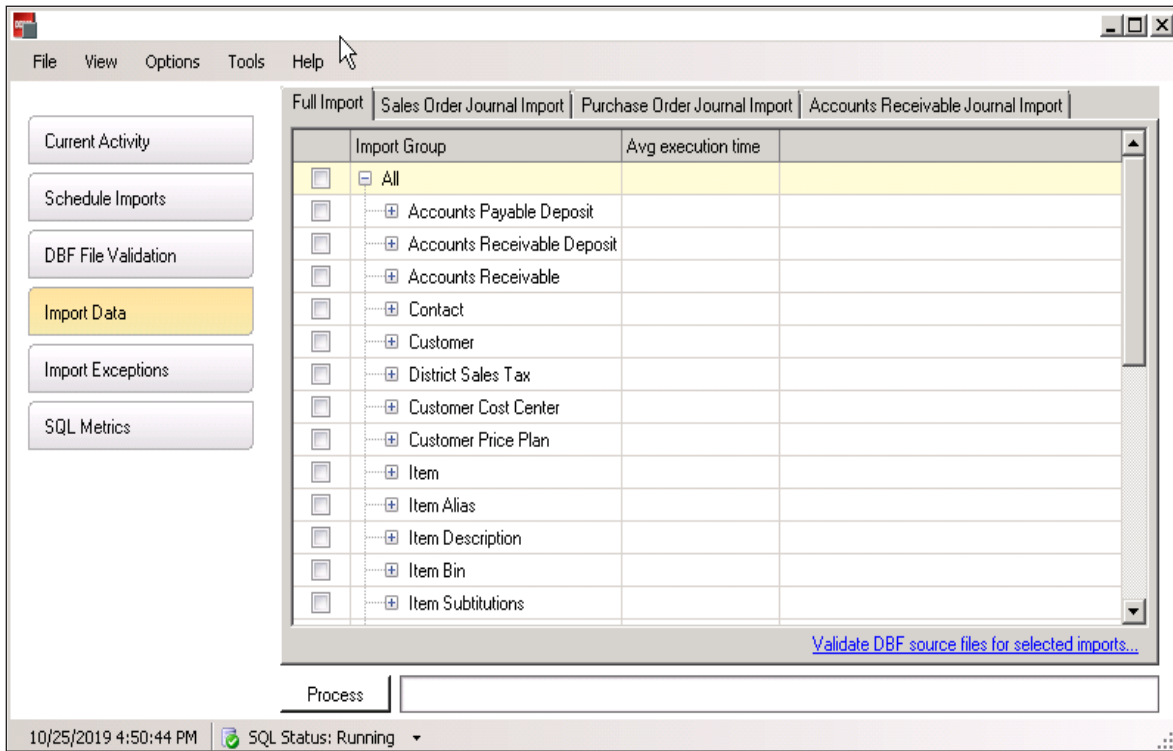 File View Options Tools Help
Current Activity
Schedule Imports
DBF File Validation
Import Data
Import Exceptions
SQL Metrics
Full Import Sales Order Journal Import Purchase Order Journal Import Accounts Receivable Journal Import
Import Group Avg execution time
All
Accounts Payable Deposit
Accounts Receivable Deposit
Accounts Receivable
Contact
Customer
District Sales Tax
Customer Cost Center
Customer Price Plan
Item
Item Alias
Item Description
Item Bin
Item Subtitutions
Validate DBF source files for selected imports...
Process
10/25/2019 4:50:44 PM SQL Status: Running